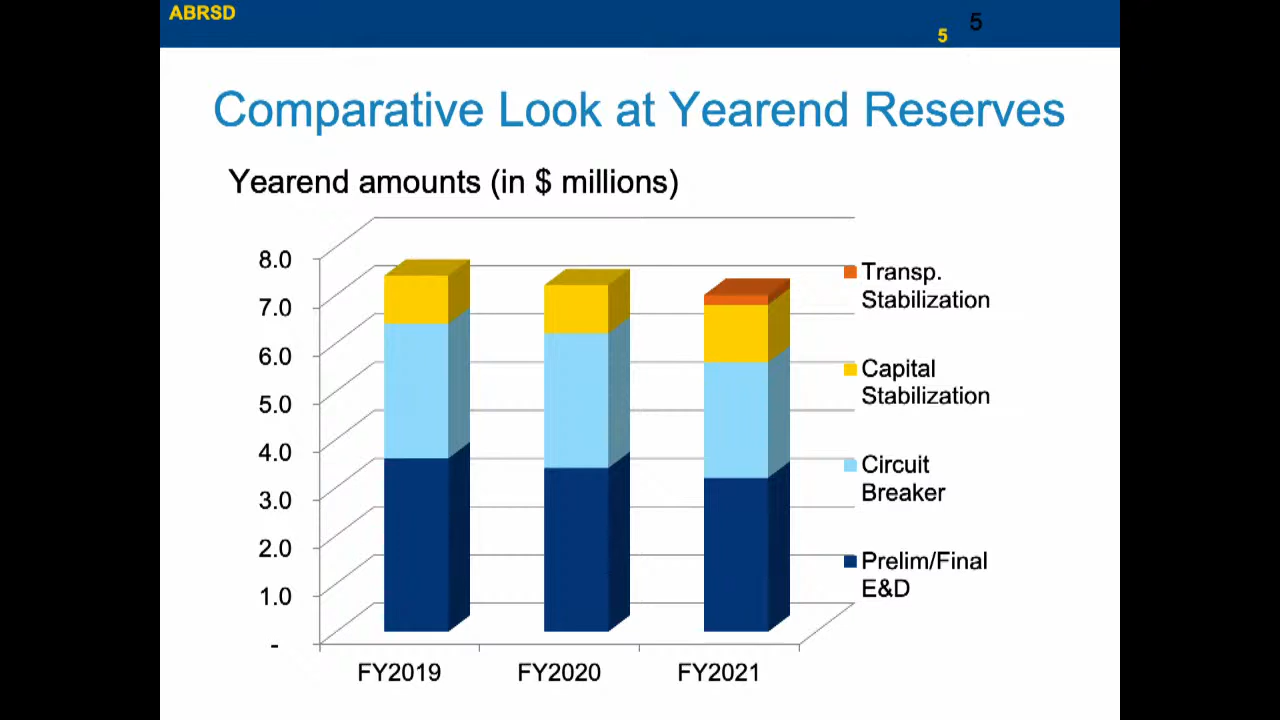 ABRSD
5
5
Comparative Look at Yearend Reserves
Yearend amounts (in $ millions)
8.0
7.0
6.0
5.0
4.0
3.0
2.0
1.0
-
FY2019
FY2020
FY2021
Transp.
Stabilization
Capital
Stabilization
Circuit
Breaker
Prelim/Final
E&D